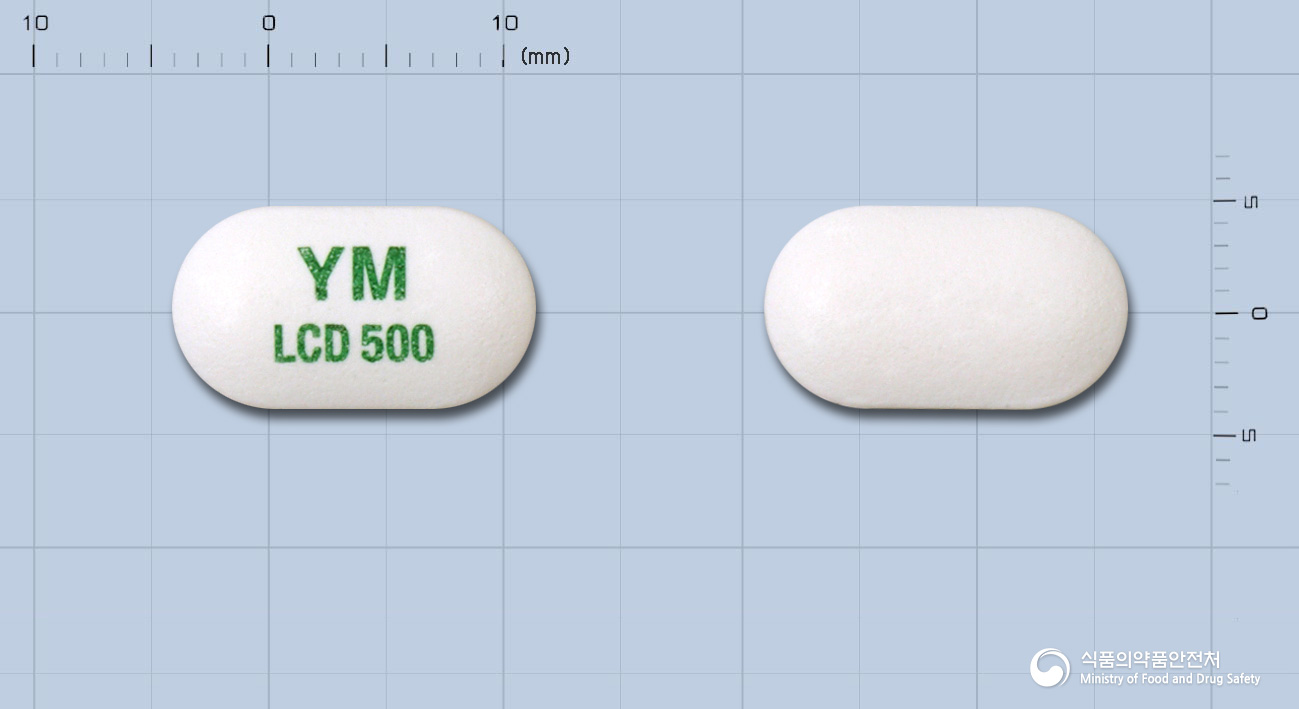 10 0 10
(mm)
YM
LCD 500
5
0
5
식품의약품안전처
Ministry of Food and Drug Safety